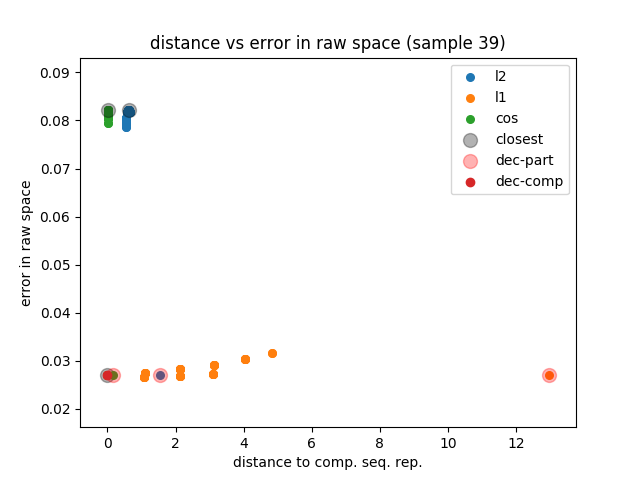 distance vs error in raw space (sample 39)
0.09
0.08
0.07
0.06
0.05
0.04
0.03
0.02
error in raw space
l2
l1
cos
closest
dec-part
dec-comp
0 2 4 6 8 10 12
distance to comp. seq. rep.